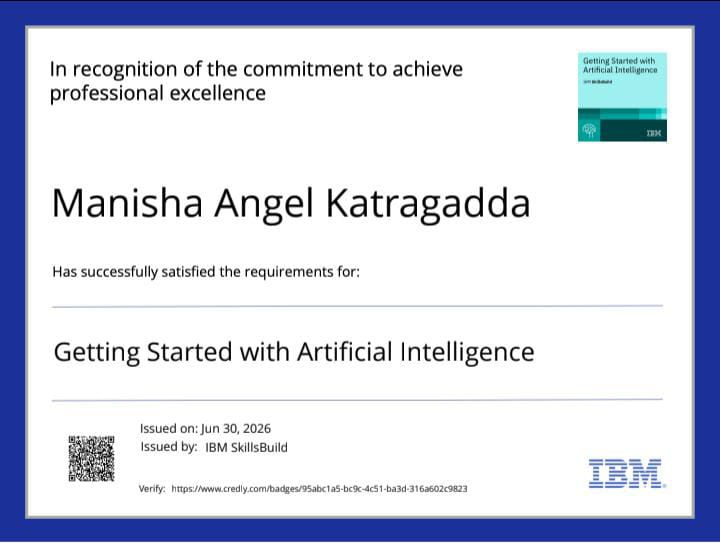 In recognition of the commitment to achieve
professional excellence
Getting Started with
Artificial Intelligence
IBM SkillsBuild
IBM
Manisha Angel Katragadda
Has successfully satisfied the requirements for:
Getting Started with Artificial Intelligence
Issued on: Jun 30, 2026
Issued by: IBM SkillsBuild
Verify: https://www.credly.com/badges/95abc1a5-bc9c-4c51-ba3d-316a602c9823
IBM.